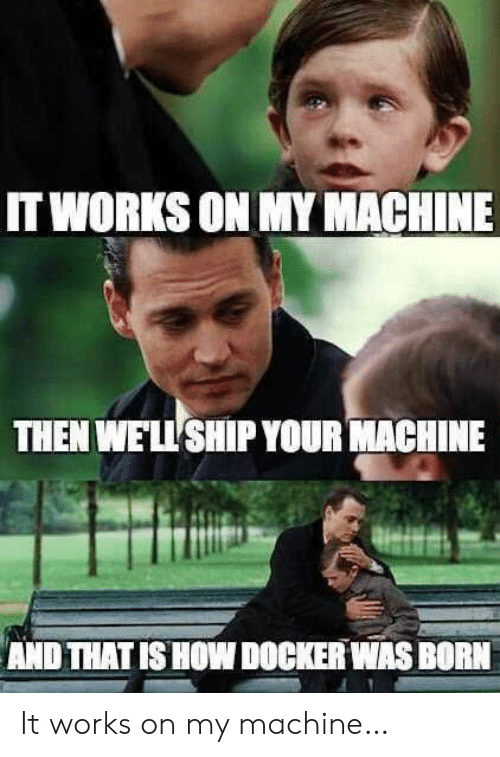 IT WORKS ON MY MACHINE
THEN WE'LL SHIP YOUR MACHINE
AND THAT IS HOW DOCKER WAS BORN
It works on my machine...